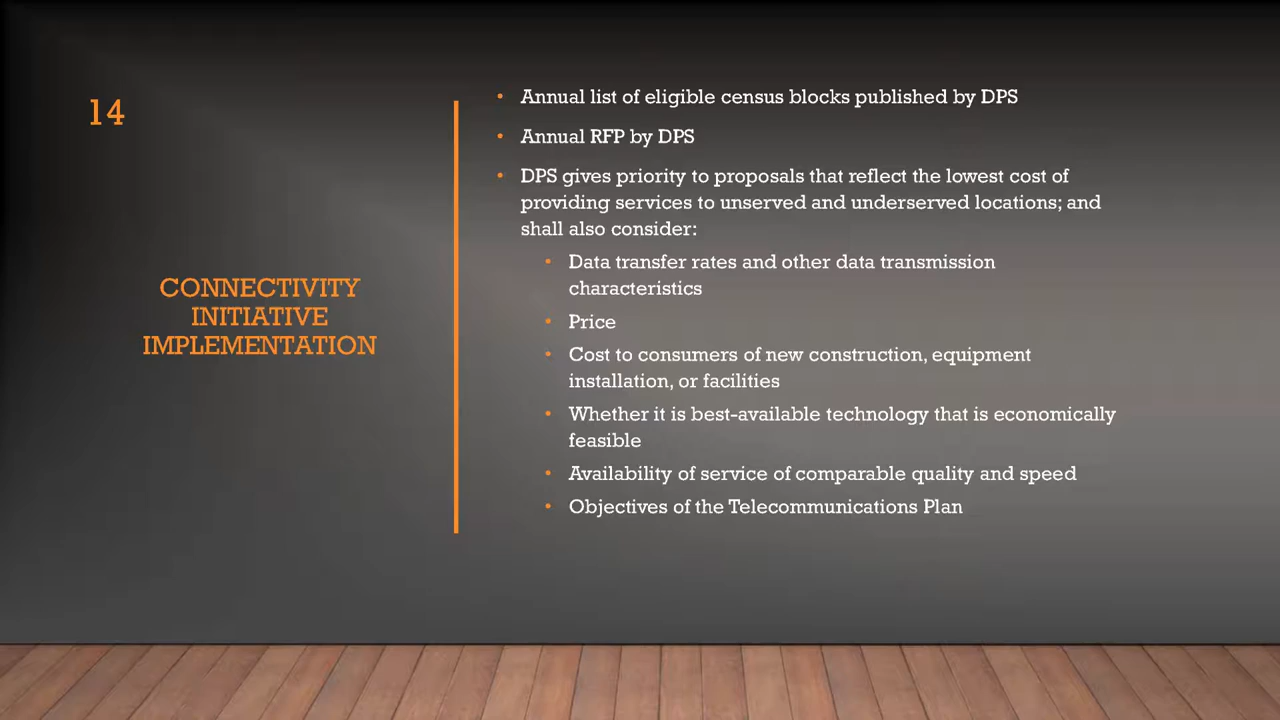 14
CONNECTIVITY
INITIATIVE
IMPLEMENTATION
• Annual list of eligible census blocks published by DPS
• Annual RFP by DPS
• DPS gives priority to proposals that reflect the lowest cost of
providing services to unserved and underserved locations; and
shall also consider:
• Data transfer rates and other data transmission
characteristics
• Price
• Cost to consumers of new construction, equipment
installation, or facilities
• Whether it is best-available technology that is economically
feasible
• Availability of service of comparable quality and speed
• Objectives of the Telecommunications Plan